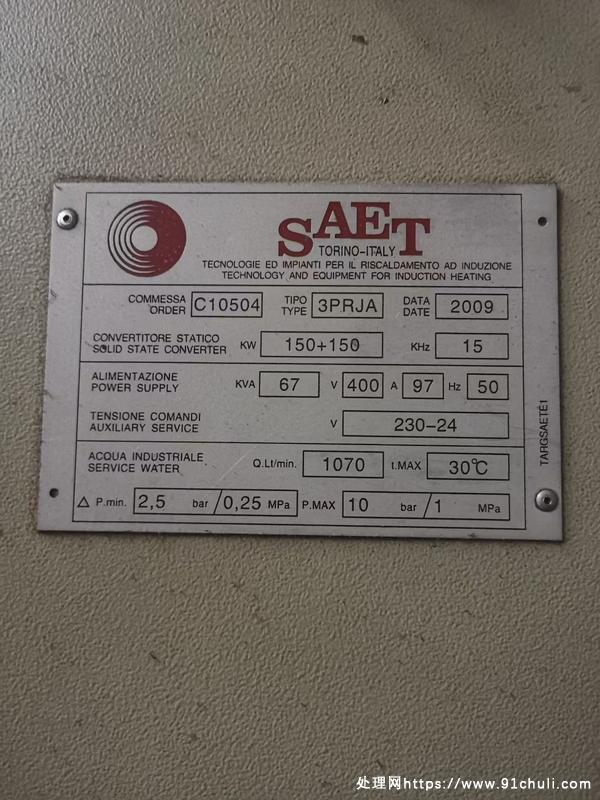 SAET
TORINO-ITALY
TECNOLOGIE ED IMPIANTI PER IL RISCALDAMENTO AD INDUZIONE
TECHNOLOGY AND EQUIPMENT FOR INDUCTION HEATING
COMMESSA ORDER C10504 TIPO TYPE 3PRJA DATA DATE 2009
CONVERTITORE STATICO
SOLID STATE CONVERTER KW 150+150 KHz 15
ALIMENTAZIONE
POWER SUPPLY KVA 67 V 400 A 97 Hz 50
TENSIONE COMANDI
AUXILIARY SERVICE V 230-24
ACQUA INDUSTRIALE
SERVICE WATER Q.Lt/min. 1070 t.MAX 30°C
△ P.min. 2,5 bar / 0,25 MPa P.MAX 10 bar / 1 MPa
TARGSAETE1
处理网https://www.91chuli.com